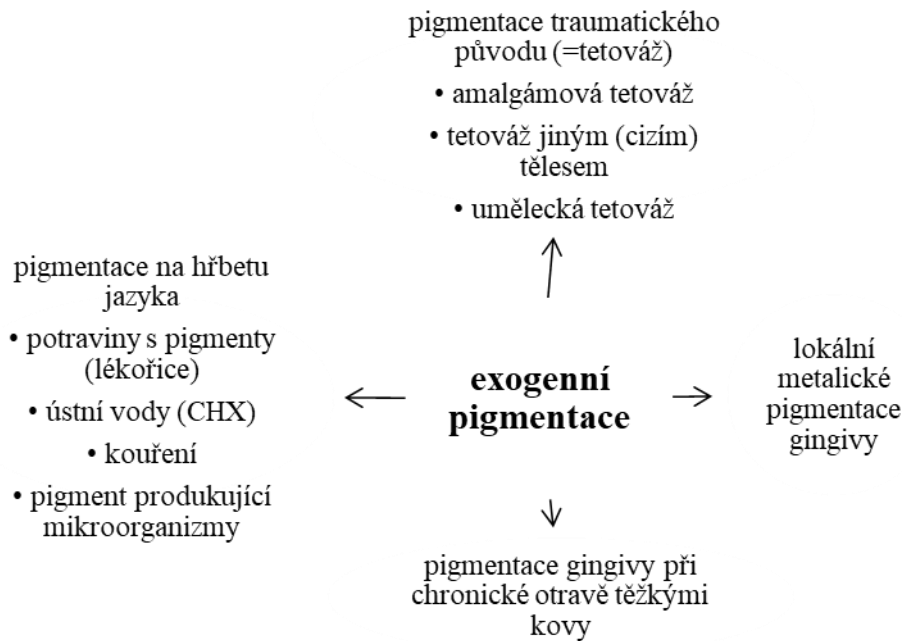 pigmentace traumatického
původu (=tetováž)
• amalgámová tetováž
• tetováž jiným (cizím)
tělesem
• umělecká tetováž
pigmentace na hřbetu
jazyka
• potraviny s pigmenty
(lékořice)
• ústní vody (CHX)
• kouření
• pigment produkující
mikroorganizmy
exogenní
pigmentace
lokální
metalické
pigmentace
gingivy
pigmentace gingivy při
chronické otravě těžkými
kovy